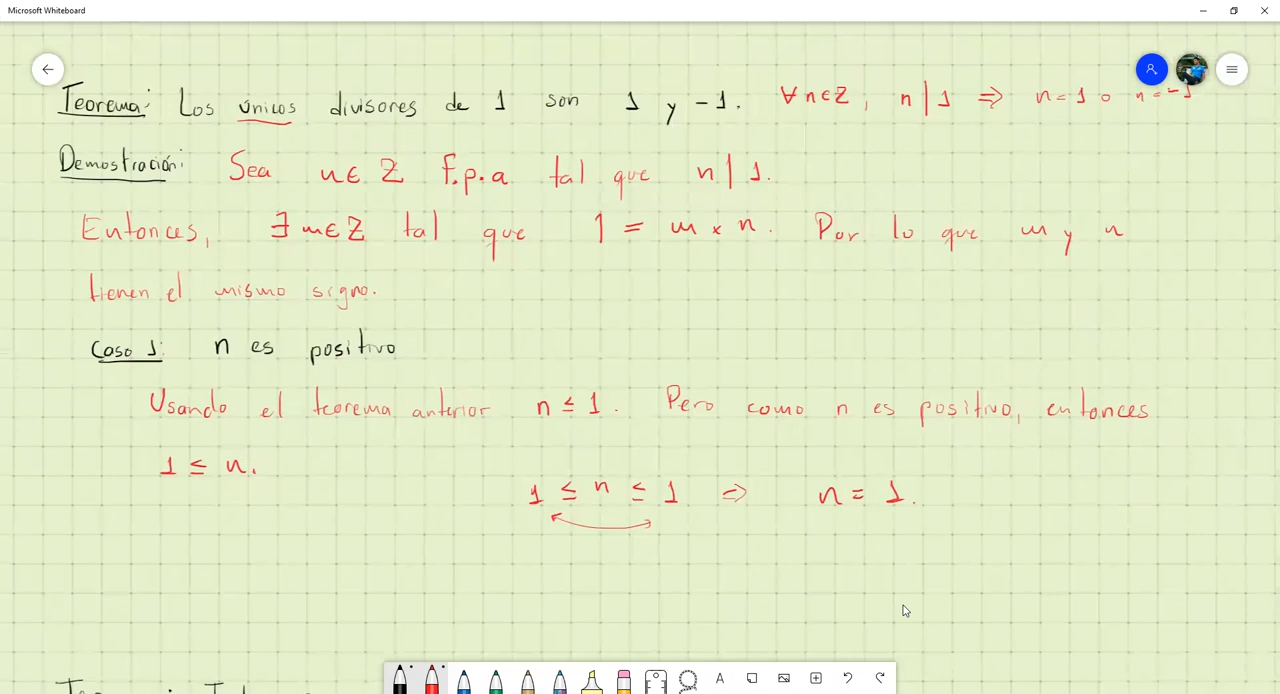 Microsoft Whiteboard
Teorema: Los únicos divisores de 1 son 1 y -1. ∀ n ∈ Z, n | 1 ⇒ n = 1 o n = -1
Demostración: Sea n ∈ Z f.p.a tal que n | 1.
Entonces, ∃ m ∈ Z tal que 1 = m × n. Por lo que m y n
tienen el mismo signo.
Caso 1: n es positivo
Usando el teorema anterior n ≤ 1. Pero como n es positivo, entonces
1 ≤ n.
1 ≤ n ≤ 1 ⇒ n = 1.